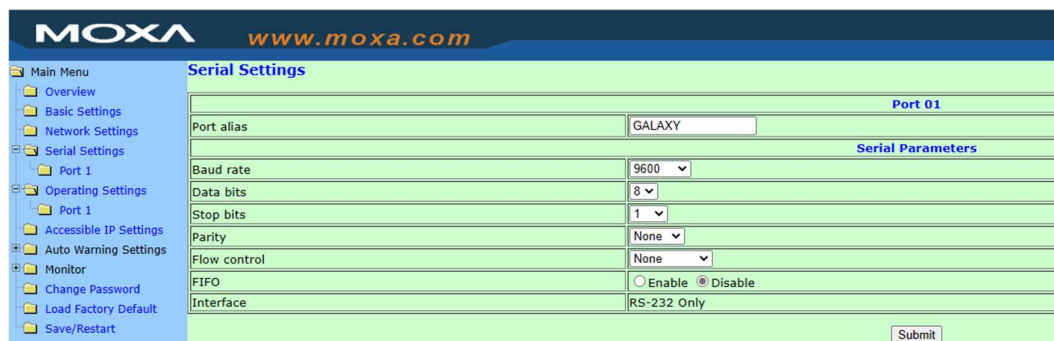 MOXA www.moxa.com
Main Menu
Overview
Basic Settings
Network Settings
Serial Settings
Port 1
Operating Settings
Port 1
Accessible IP Settings
Auto Warning Settings
Monitor
Change Password
Load Factory Default
Save/Restart
Serial Settings
Port 01
Port alias GALAXY
Serial Parameters
Baud rate 9600
Data bits 8
Stop bits 1
Parity None
Flow control None
FIFO Enable Disable
Interface RS-232 Only
Submit